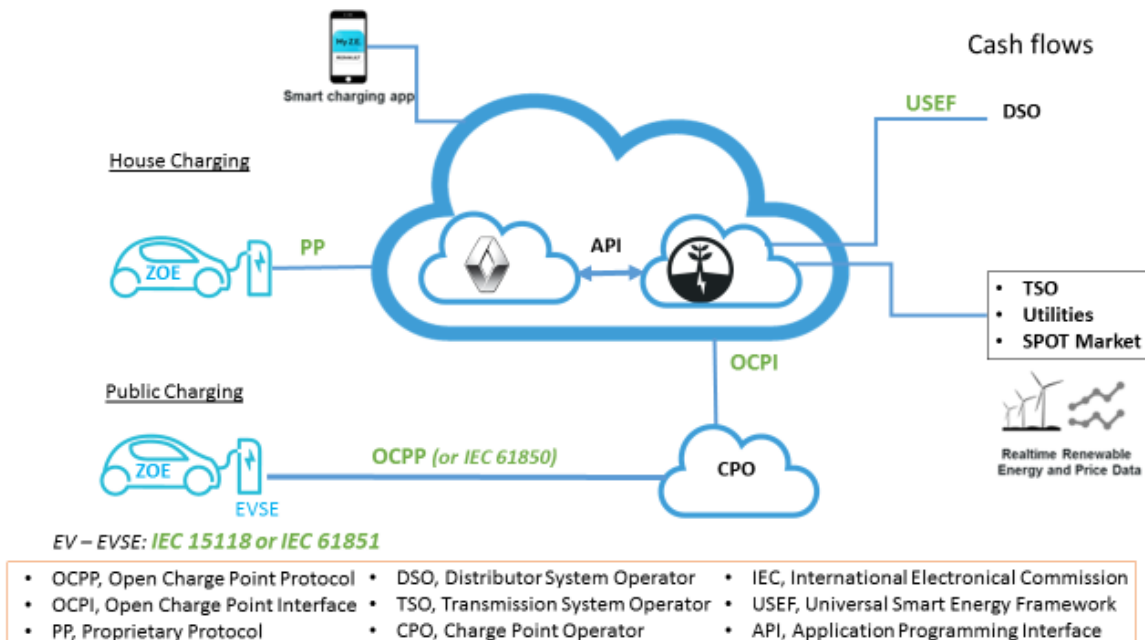 Cash flows
My Z.E.
Smart charging app
USEF
DSO
House Charging
ZOE
PP
API
• TSO
• Utilities
• SPOT Market
OCPI
Public Charging
ZOE
EVSE
OCPP (or IEC 61850)
CPO
Realtime Renewable
Energy and Price Data
EV – EVSE: IEC 15118 or IEC 61851
• OCPP, Open Charge Point Protocol
• OCPI, Open Charge Point Interface
• PP, Proprietary Protocol
• DSO, Distributor System Operator
• TSO, Transmission System Operator
• CPO, Charge Point Operator
• IEC, International Electronical Commission
• USEF, Universal Smart Energy Framework
• API, Application Programming Interface